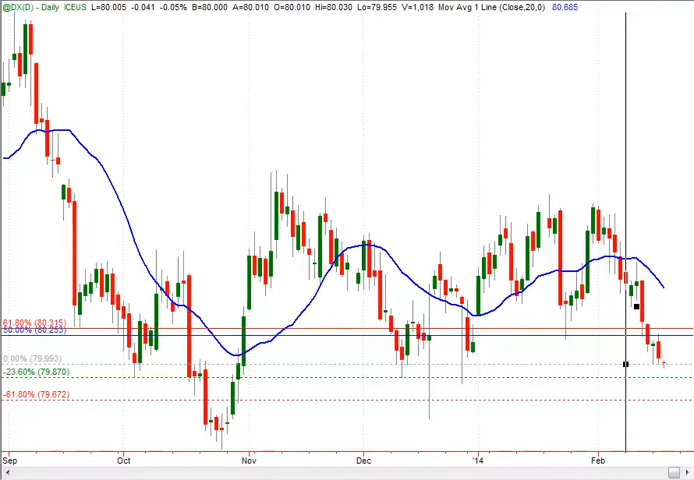 @DX(D) - Daily ICEUS L=80.005 -0.041 -0.05% B=80.000 A=80.010 O=80.010 Hi=80.030 Lo=79.955 V=1,018 Mov Avg 1 Line (Close,20,0) 80.685
61.80% (80.315)
50.00% (80.253)
0.00% (79.993)
-23.60% (79.870)
-61.80% (79.672)
Sep Oct Nov Dec '14 Feb